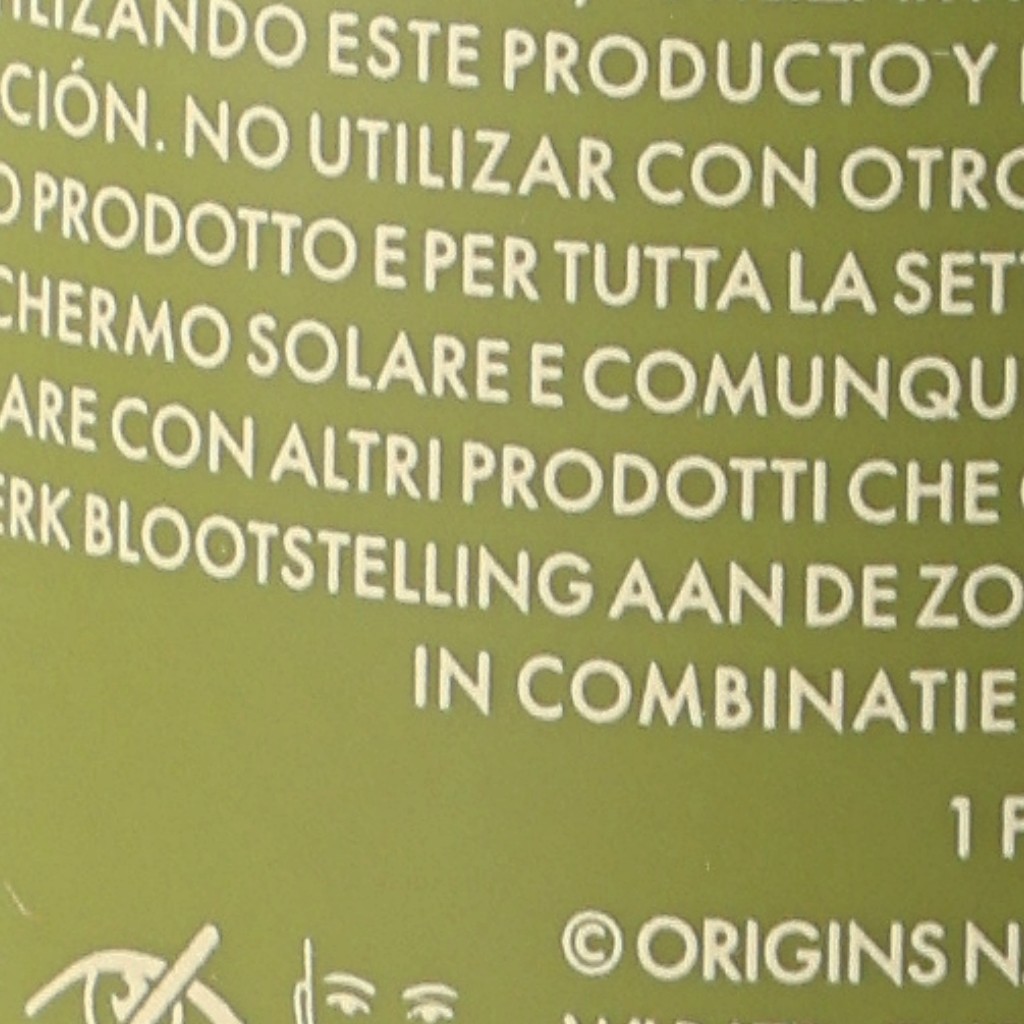 ILIZANDO ESTE PRODUCTO Y
CIÓN. NO UTILIZAR CON OTRO
O PRODOTTO E PER TUTTA LA SETT
CHERMO SOLARE E COMUNQU
ARE CON ALTRI PRODOTTI CHE
ERK BLOOTSTELLING AAN DE ZO
IN COMBINATIE
1 F
© ORIGINS N